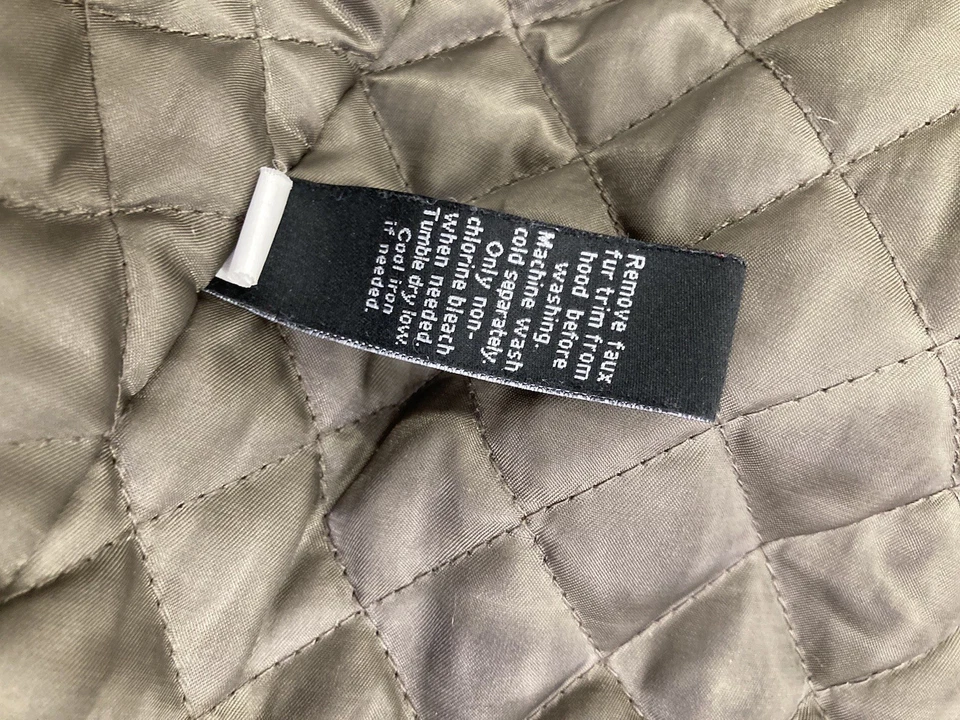 Remove faux
fur trim from
hood before
washing.
Machine wash
cold separately.
Only non-
chlorine bleach
When needed
Tumble dry low.
Cool iron
if needed.